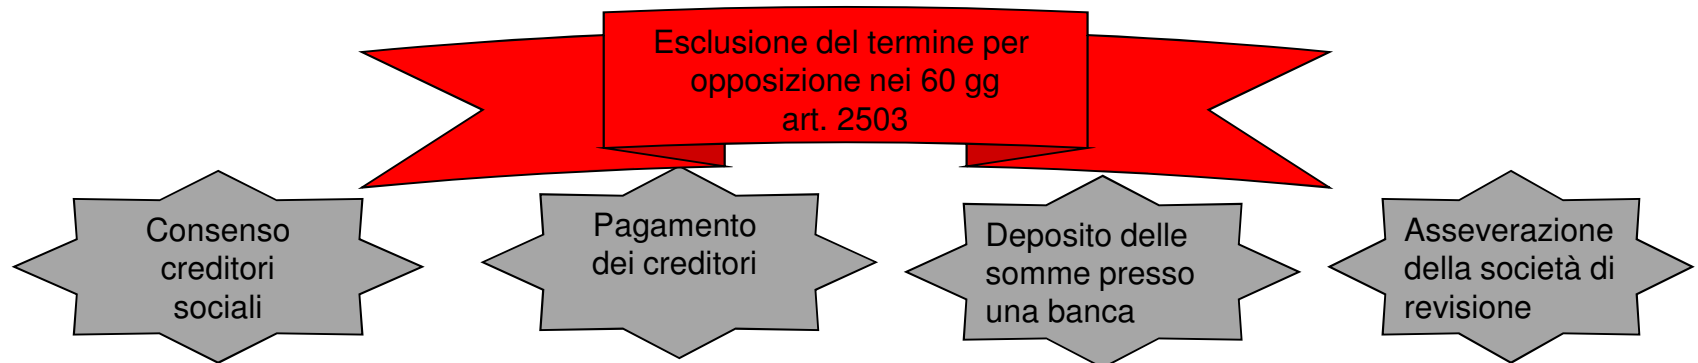 Esclusione del termine per
opposizione nei 60 gg
art. 2503
Consenso
creditori
sociali
Pagamento
dei creditori
Deposito delle
somme presso
una banca
Asseverazione
della società di
revisione